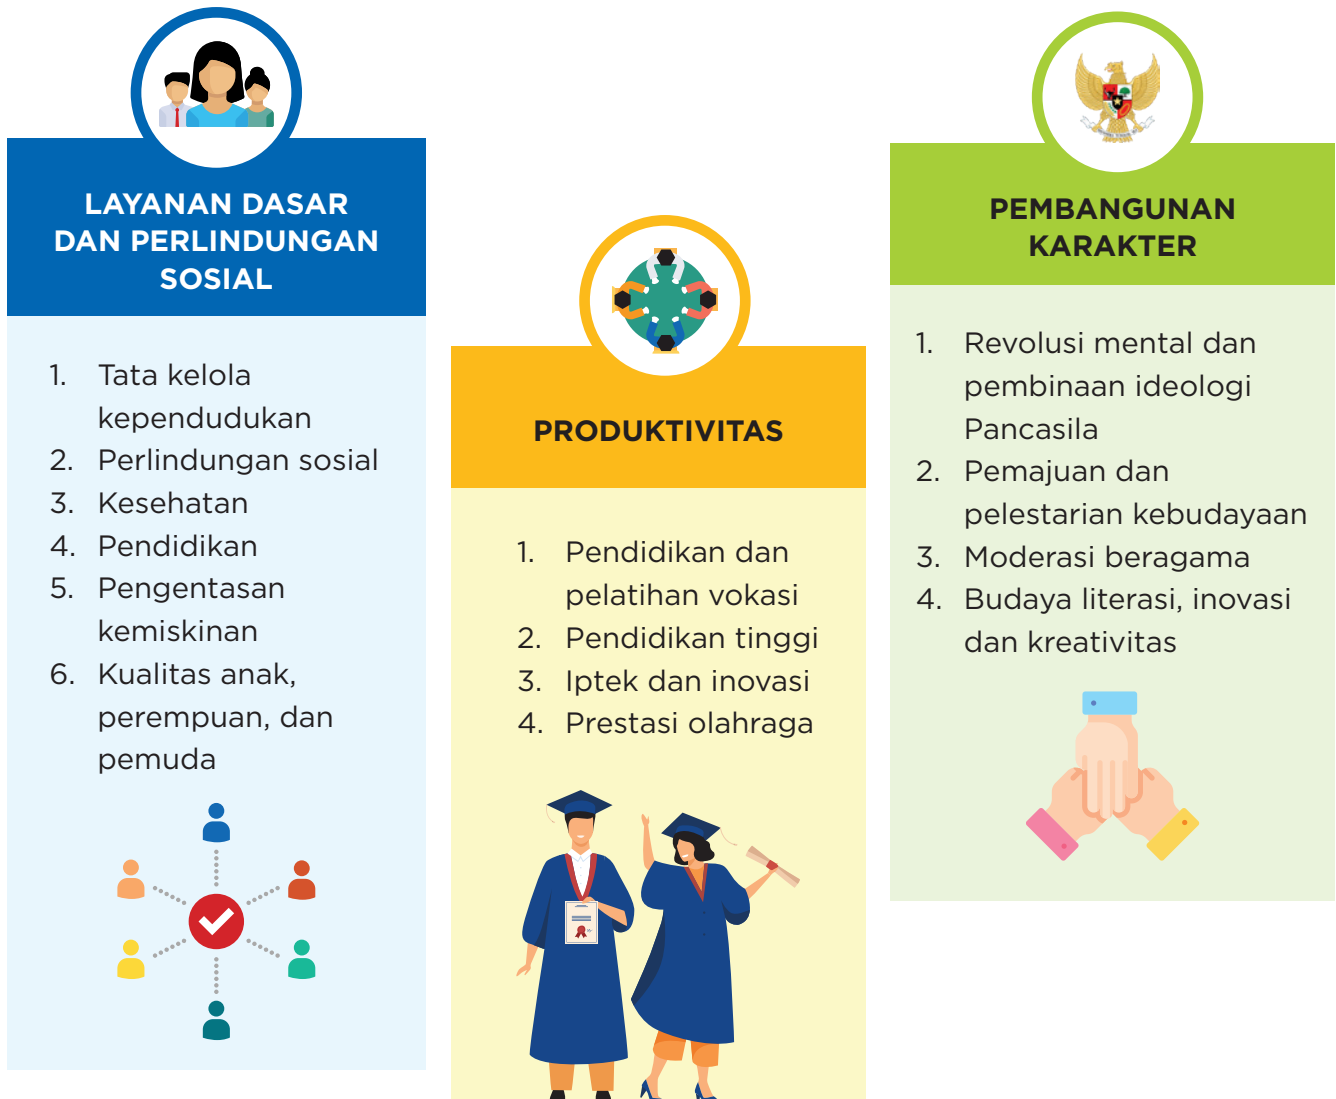 LAYANAN DASAR
DAN PERLINDUNGAN
SOSIAL
1. Tata kelola
kependudukan
2. Perlindungan sosial
3. Kesehatan
4. Pendidikan
5. Pengentasan
kemiskinan
6. Kualitas anak,
perempuan, dan
pemuda
PRODUKTIVITAS
1. Pendidikan dan
pelatihan vokasi
2. Pendidikan tinggi
3. Iptek dan inovasi
4. Prestasi olahraga
PEMBANGUNAN
KARAKTER
1. Revolusi mental dan
pembinaan ideologi
Pancasila
2. Pemajuan dan
pelestarian kebudayaan
3. Moderasi beragama
4. Budaya literasi, inovasi
dan kreativitas